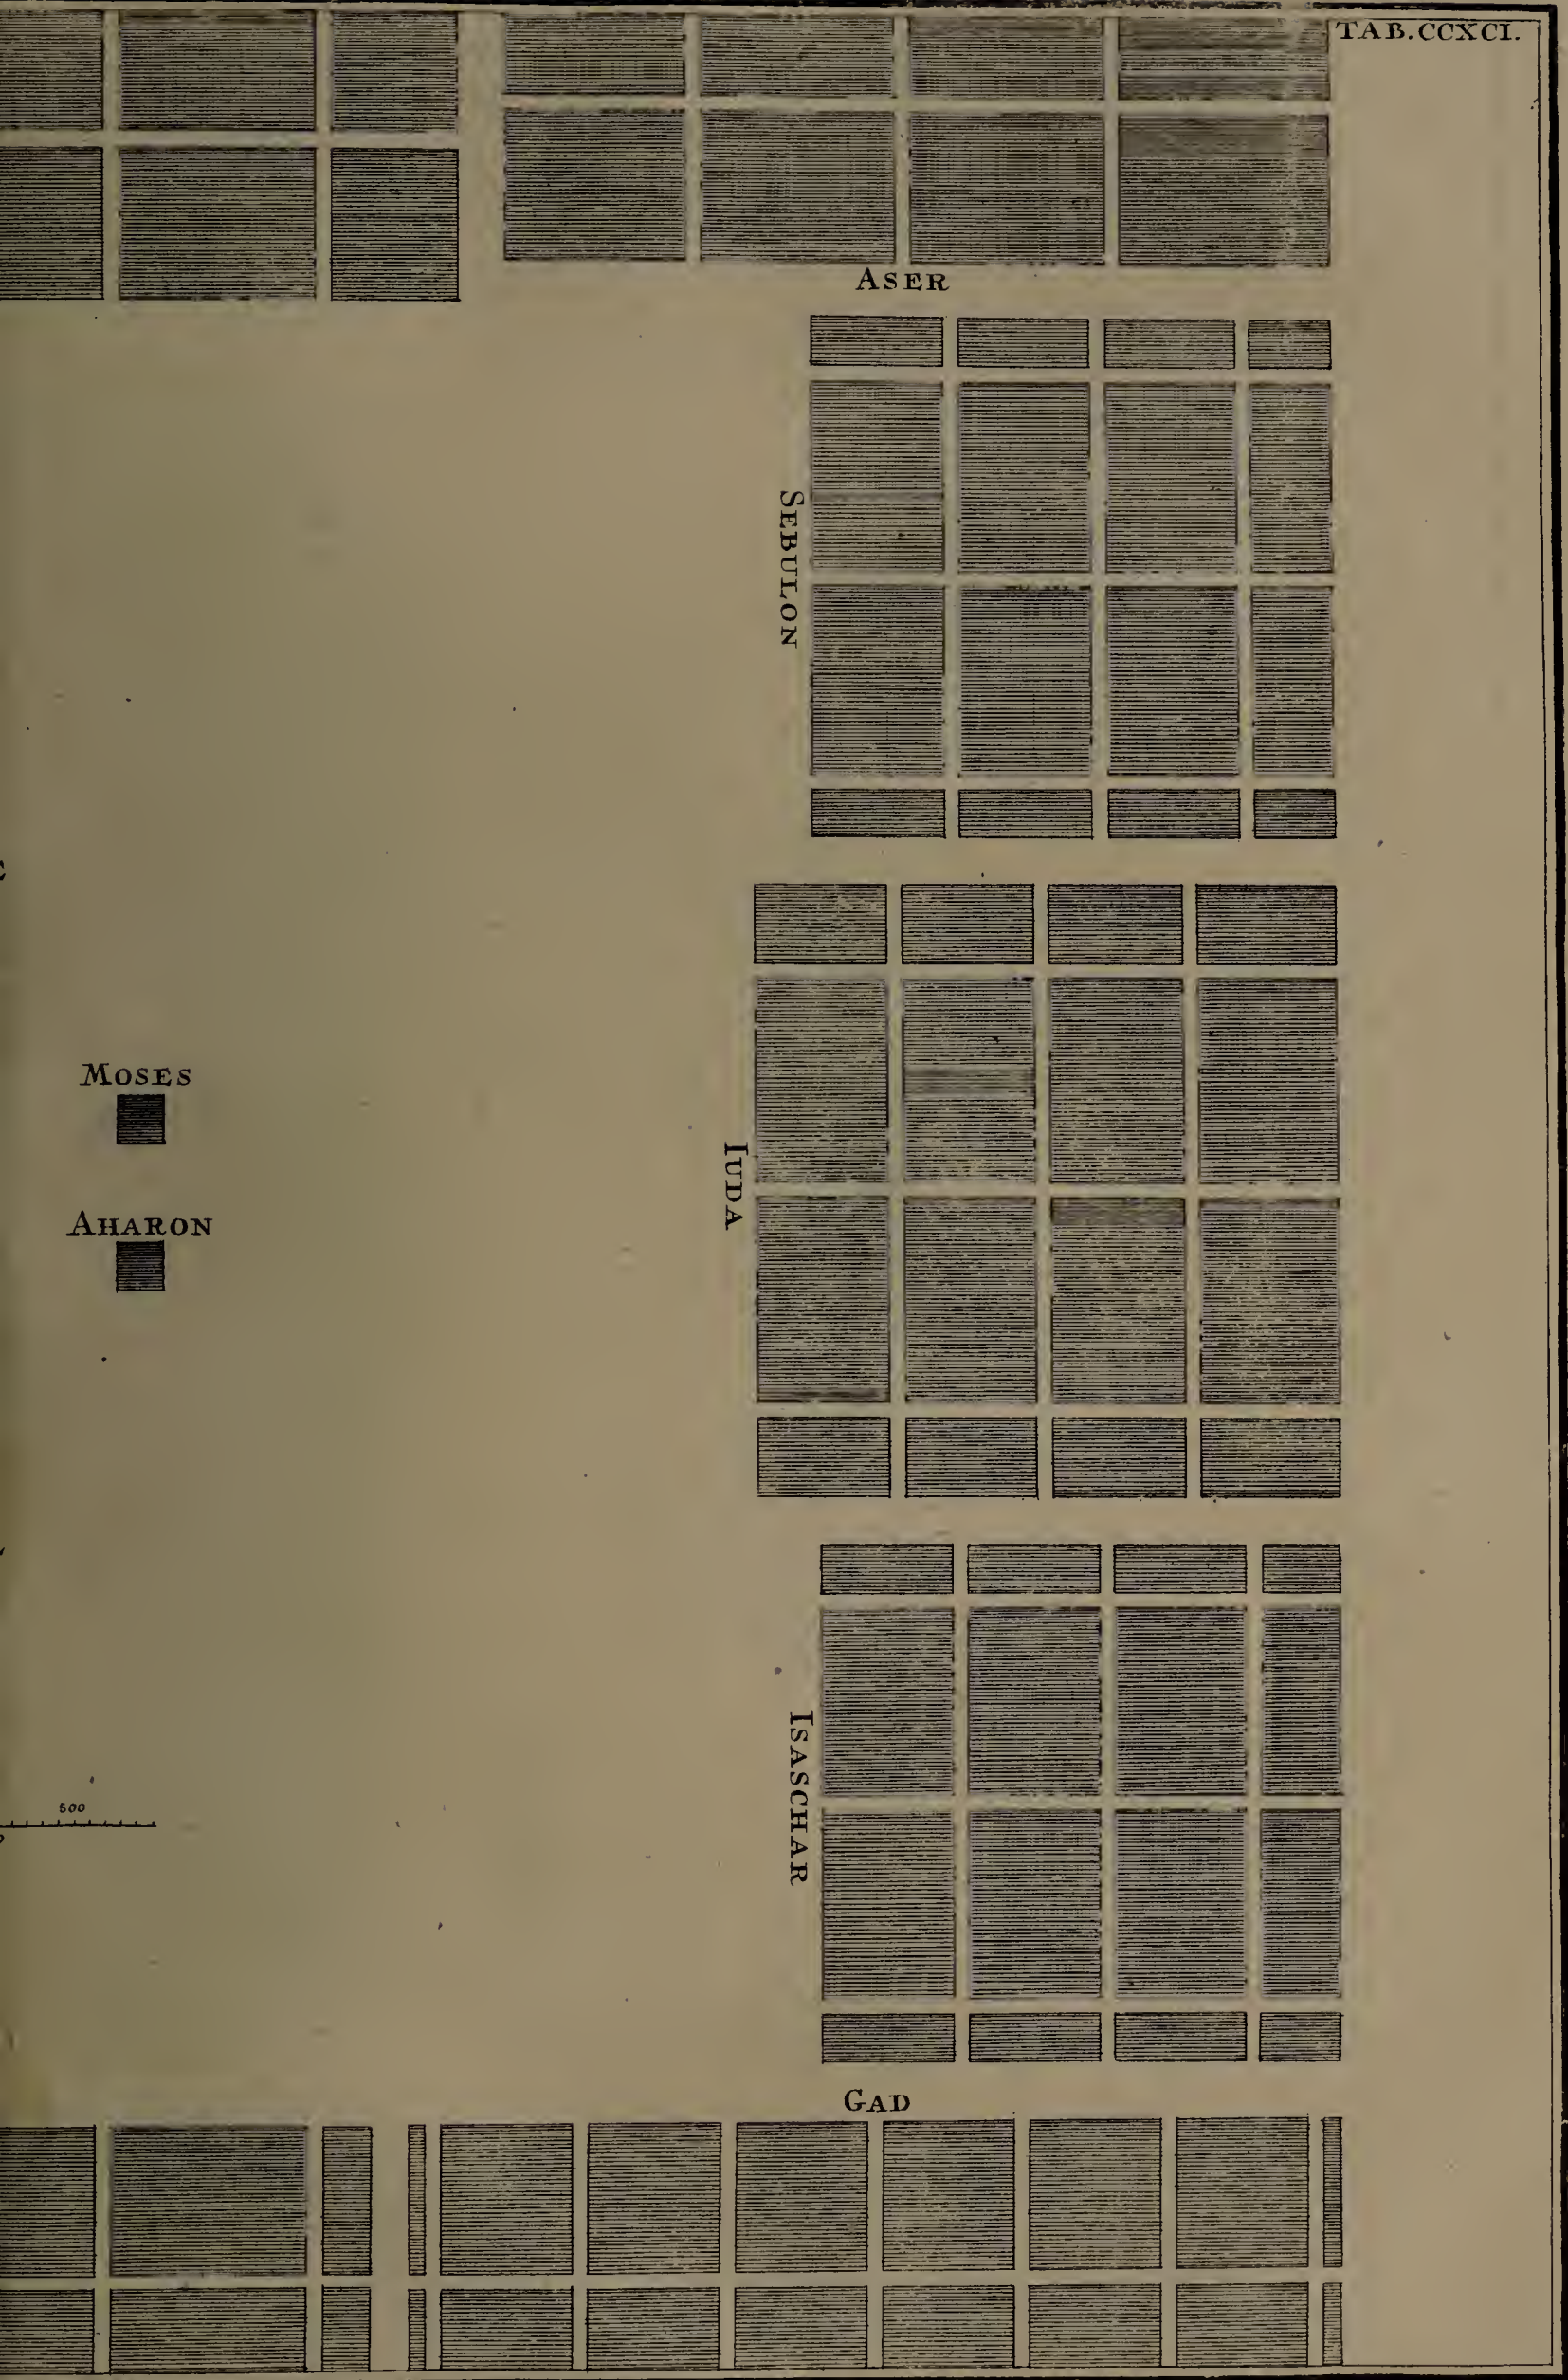 TAB. CCXCI.
ASER
SEBULON
MOSES
IUDA
AHARON
ISASCHAR
500
GAD